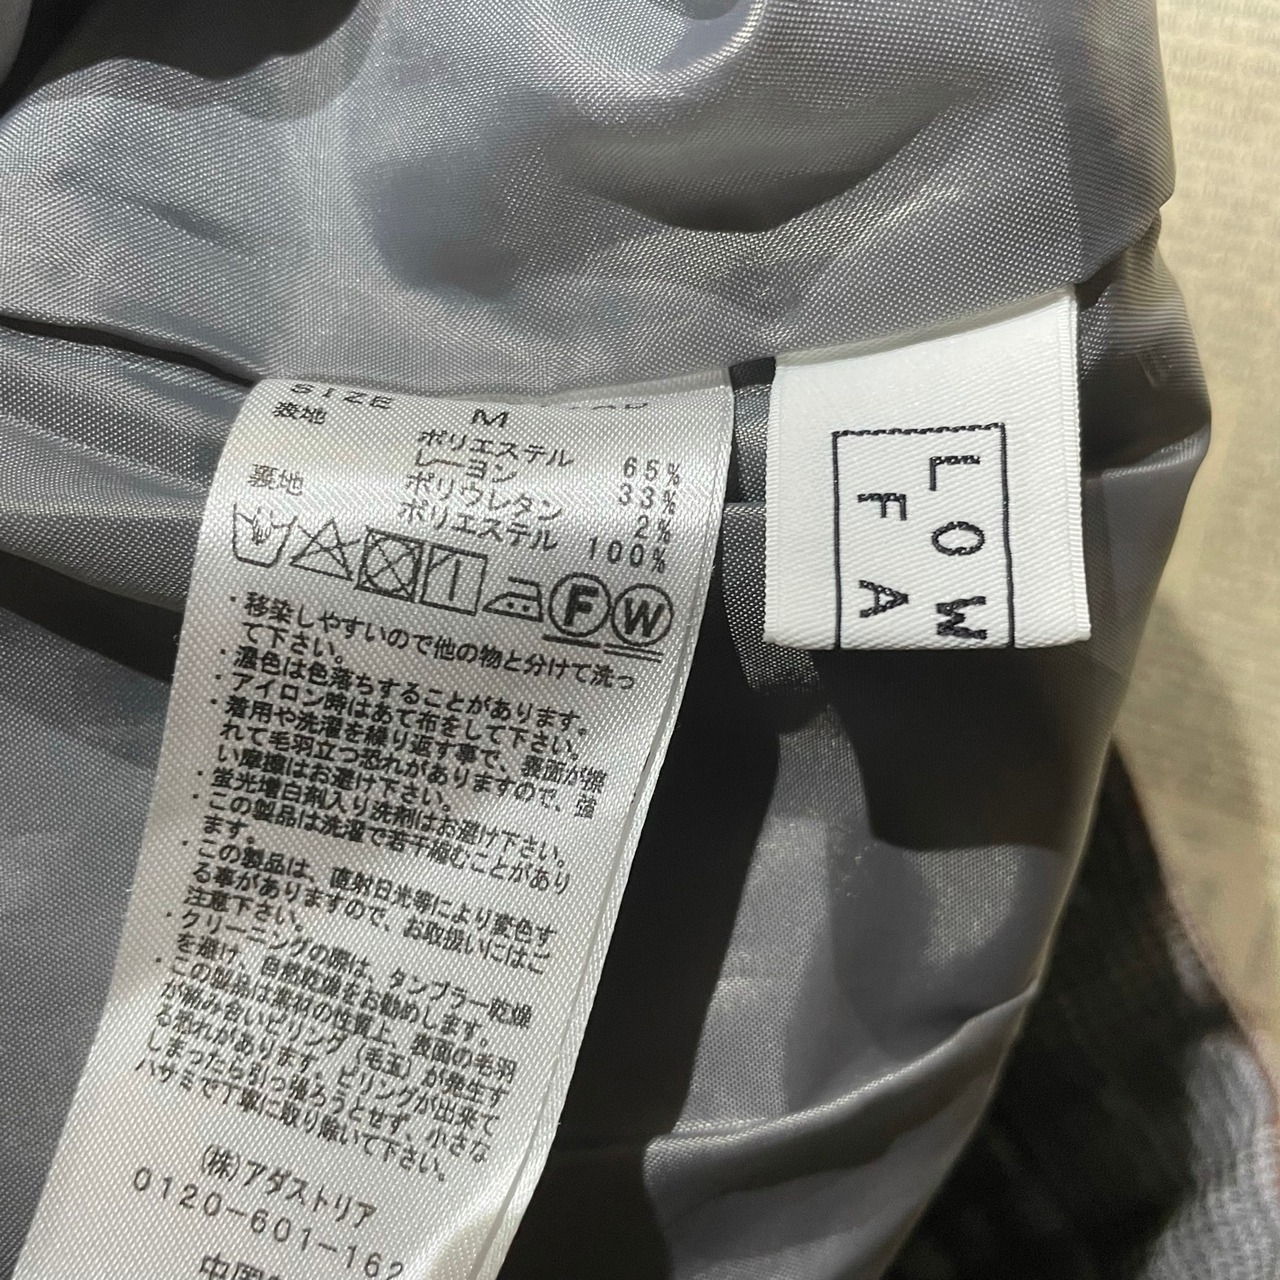 SIZE M
表地 ポリエステル 65%
レーヨン 33%
ポリウレタン 2%
裏地 ポリエステル 100%
F W
・移染しやすいので他の物と分けて洗っ
て下さい。
・濃色は色落ちすることがあります。
・アイロン時はあて布をして下さい。
・着用や洗濯を繰り返す事で、表面が擦
れて毛羽立つ恐れがありますので、強
い摩擦はお避け下さい。
・蛍光増白剤入り洗剤はお避け下さい。
・この製品は洗濯で若干縮むことがあり
ます。
・この製品は、直射日光等により変色す
る事がありますので、お取扱いにはご
注意下さい。
・クリーニングの際は、タンブラー乾燥
を避け、自然乾燥をお勧めします。
・この製品は素材の性質上、表面の毛羽
が絡み合いピリング(毛玉)が発生す
る恐れがあります。ピリングが出来て
しまったら引っ張ろうとせず、小さな
ハサミで丁寧に取り除いて下さい。
(株)アダストリア
0120-601-162
中国
LOW
FA